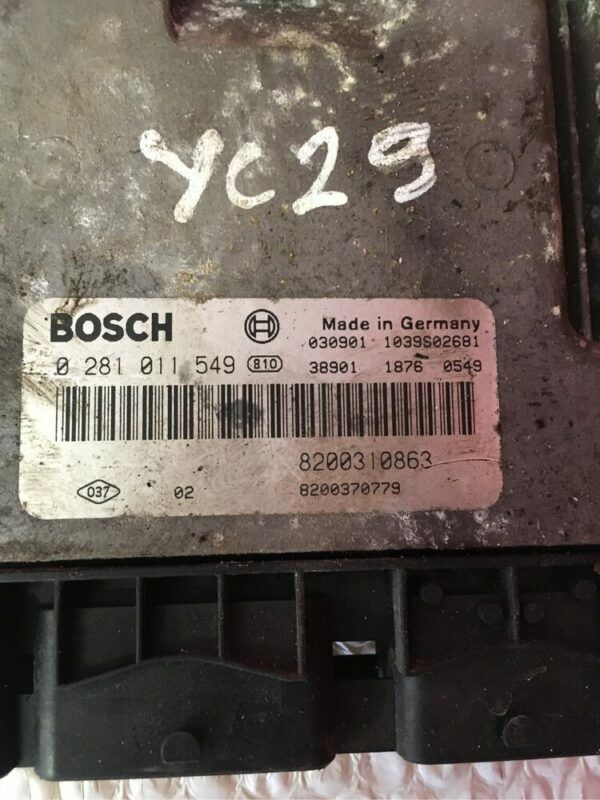 YC29
BOSCH
Made in Germany
030901 1039S02681
0 281 011 549 810
38901 1876 0549
8200310863
037 02 8200370779